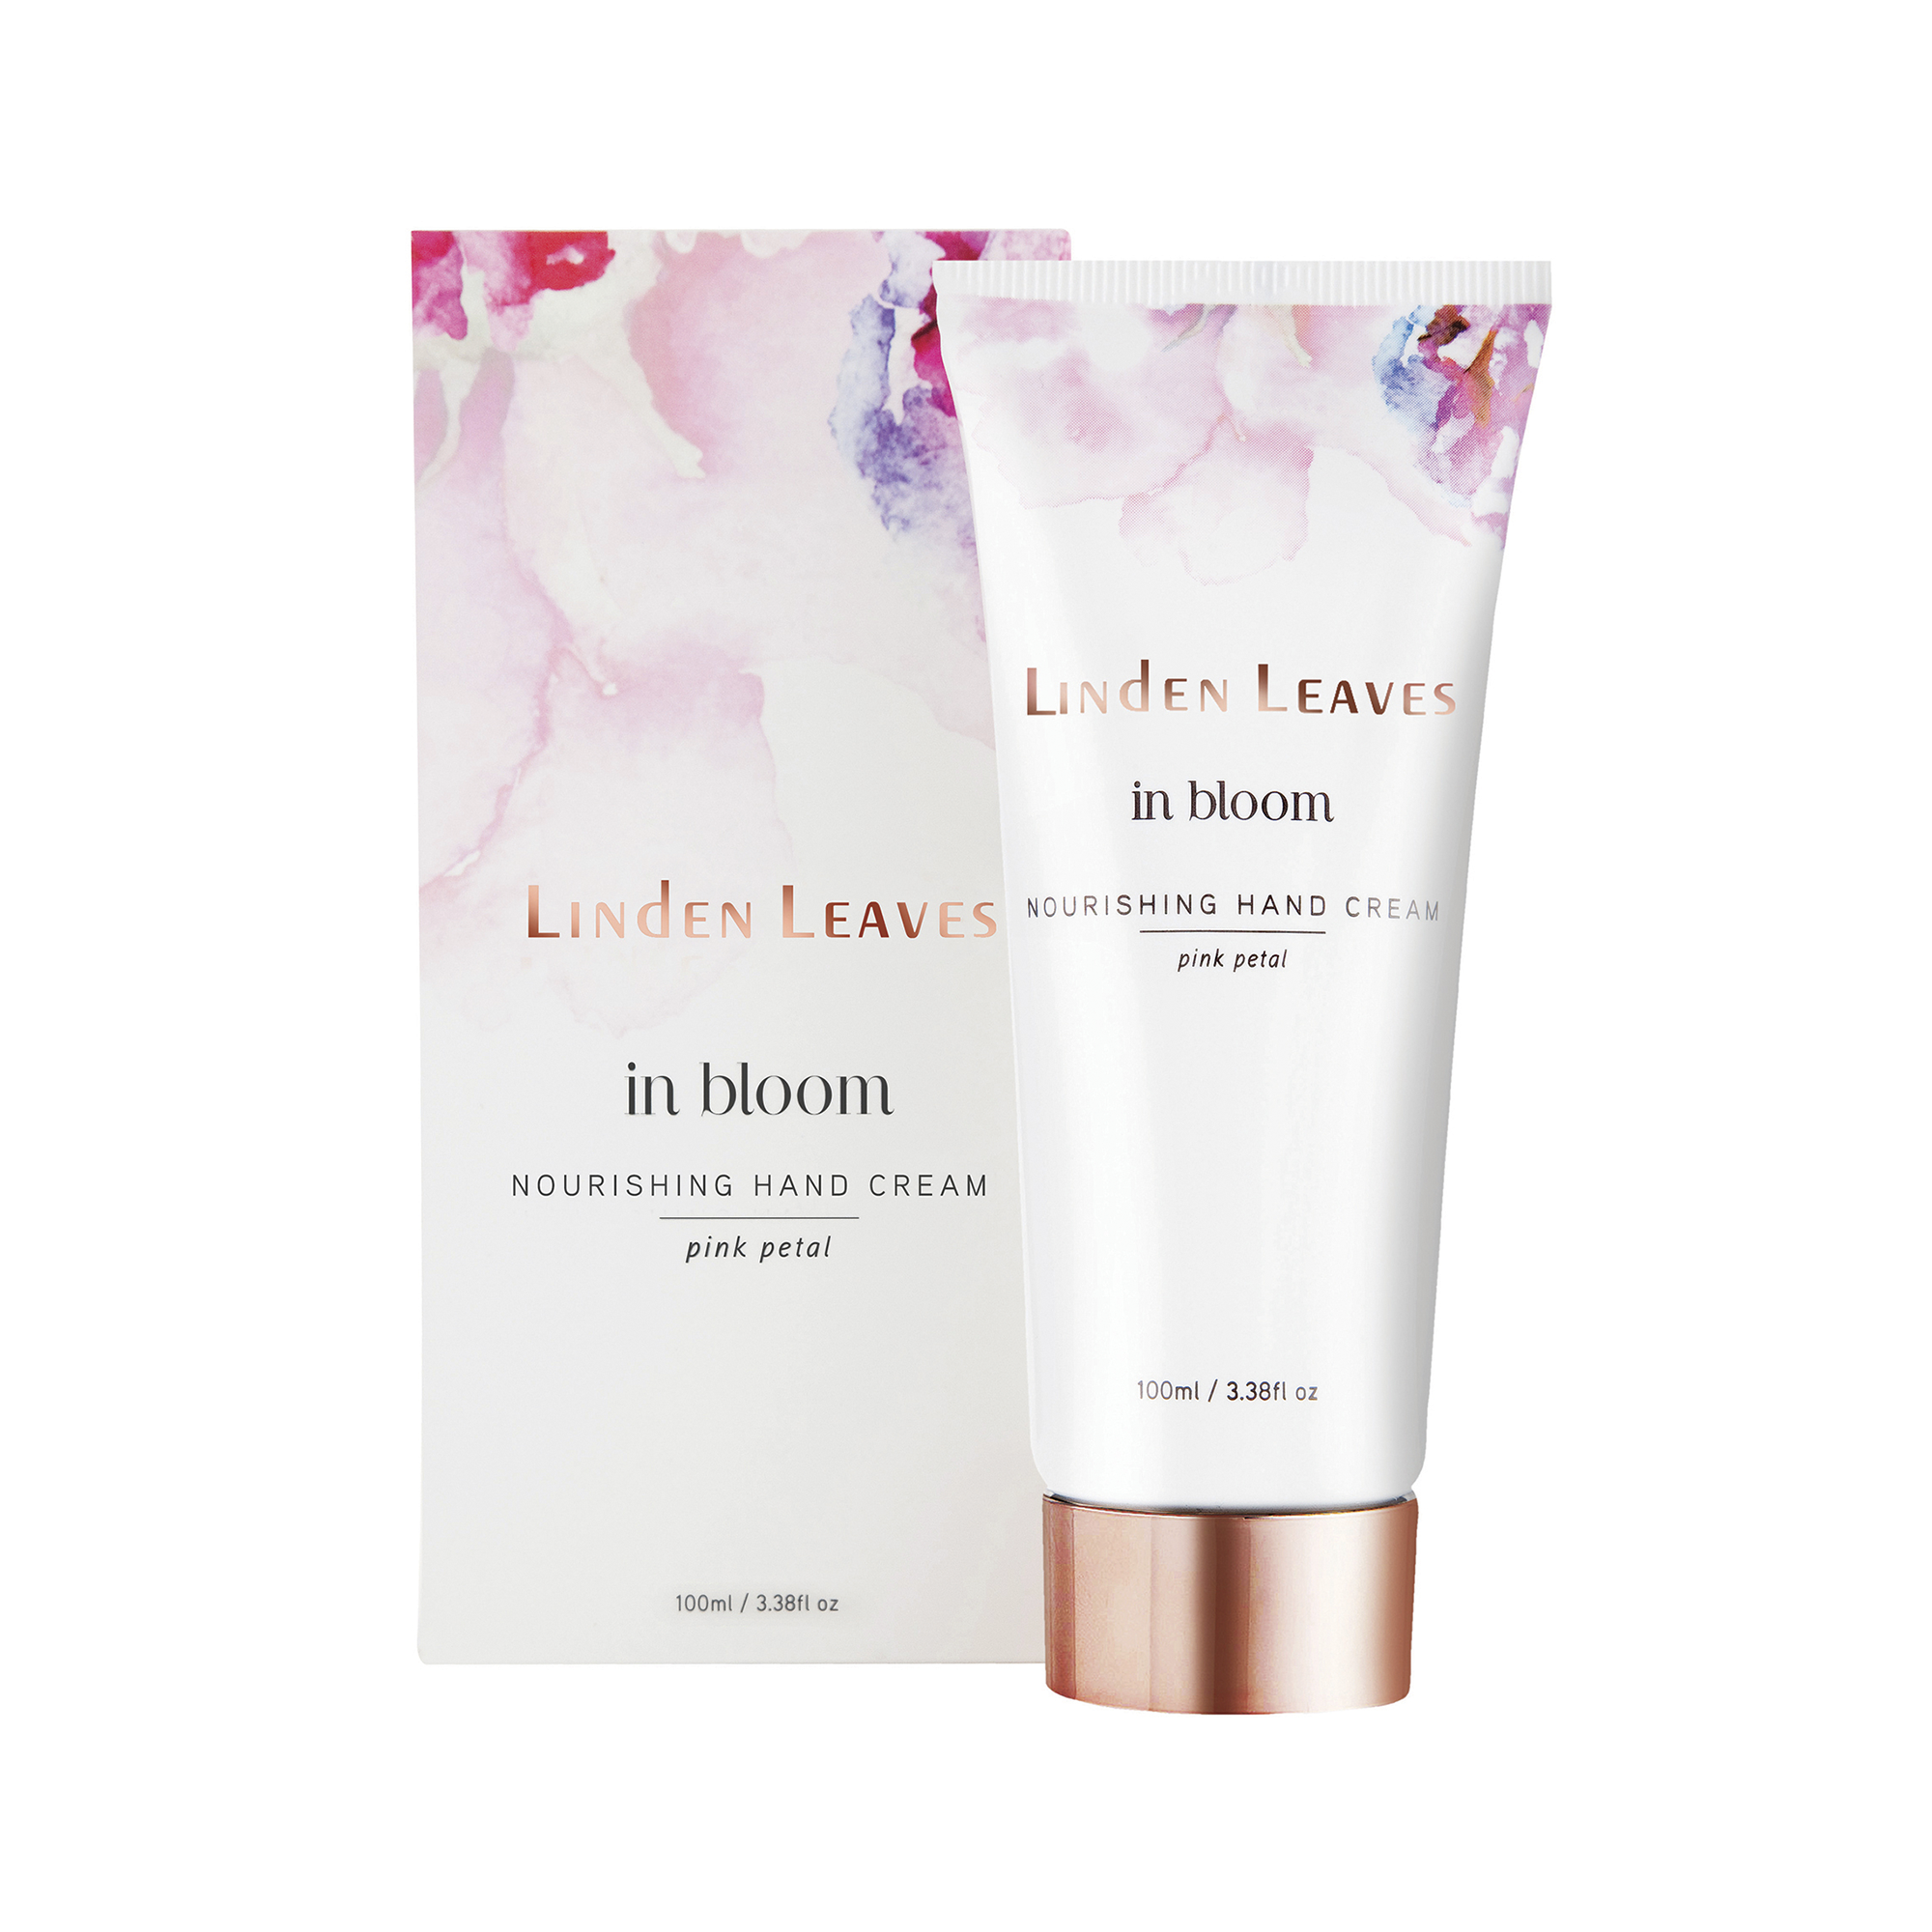 LINdEN LEAVES
in bloom
NOURISHING HAND CREAM
pink petal
100ml / 3.38fl oz
LINdEN LEAVES
in bloom
NOURISHING HAND CREAM
pink petal
100ml / 3.38fl oz